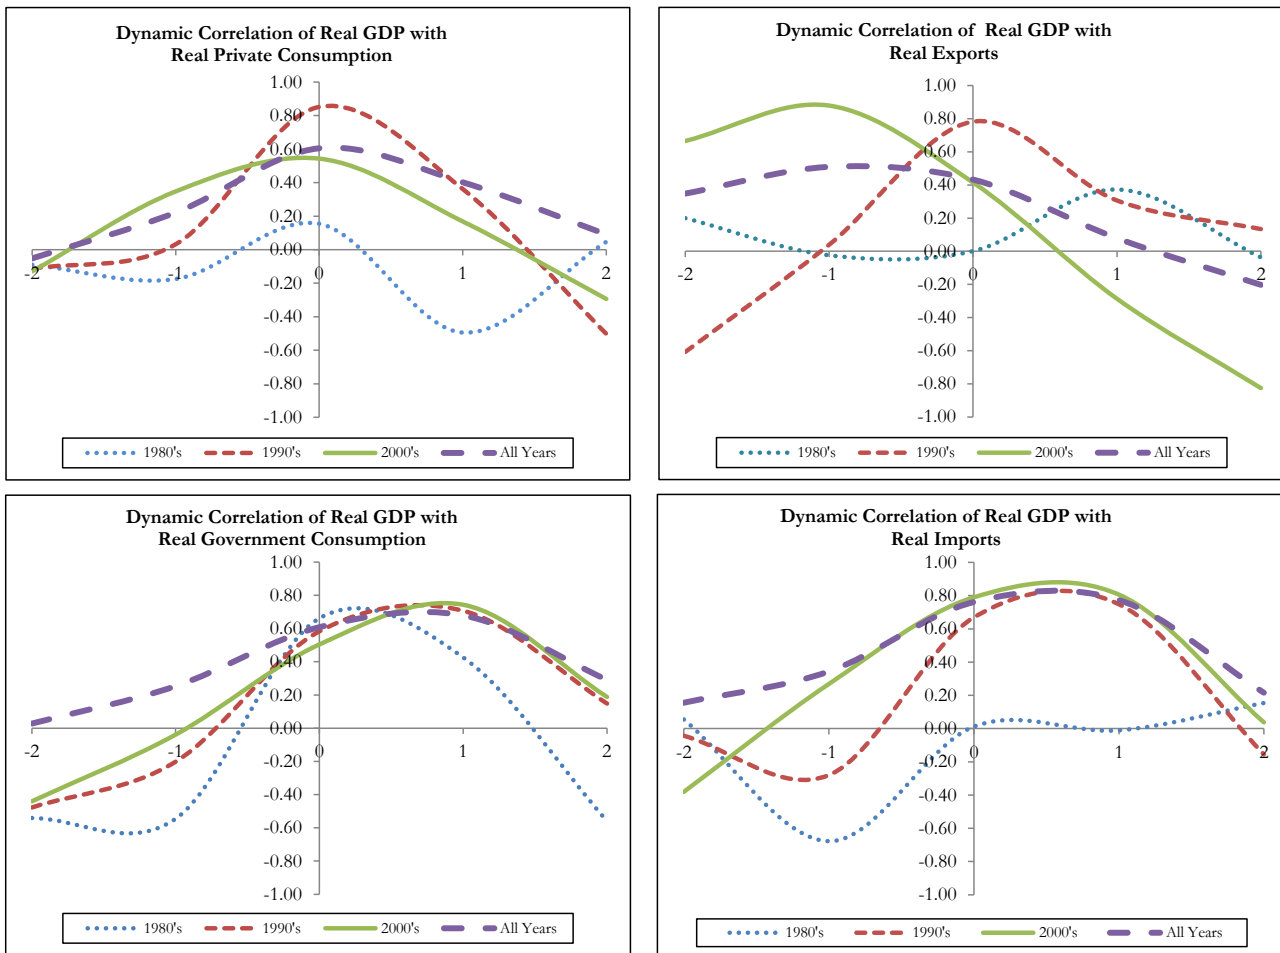 Dynamic Correlation of Real GDP with
Real Private Consumption
1.00
0.80
0.60
0.40
0.20
0.00
-2 -1 0 1 2
-0.20
-0.40
-0.60
-0.80
-1.00
1980's 1990's 2000's All Years
Dynamic Correlation of Real GDP with
Real Exports
1.00
0.80
0.60
0.40
0.20
0.00
-2 -1 0 1 2
-0.20
-0.40
-0.60
-0.80
-1.00
1980's 1990's 2000's All Years
Dynamic Correlation of Real GDP with
Real Government Consumption
1.00
0.80
0.60
0.40
0.20
0.00
-2 -1 0 1 2
-0.20
-0.40
-0.60
-0.80
-1.00
1980's 1990's 2000's All Years
Dynamic Correlation of Real GDP with
Real Imports
1.00
0.80
0.60
0.40
0.20
0.00
-2 -1 0 1 2
-0.20
-0.40
-0.60
-0.80
-1.00
1980's 1990's 2000's All Years